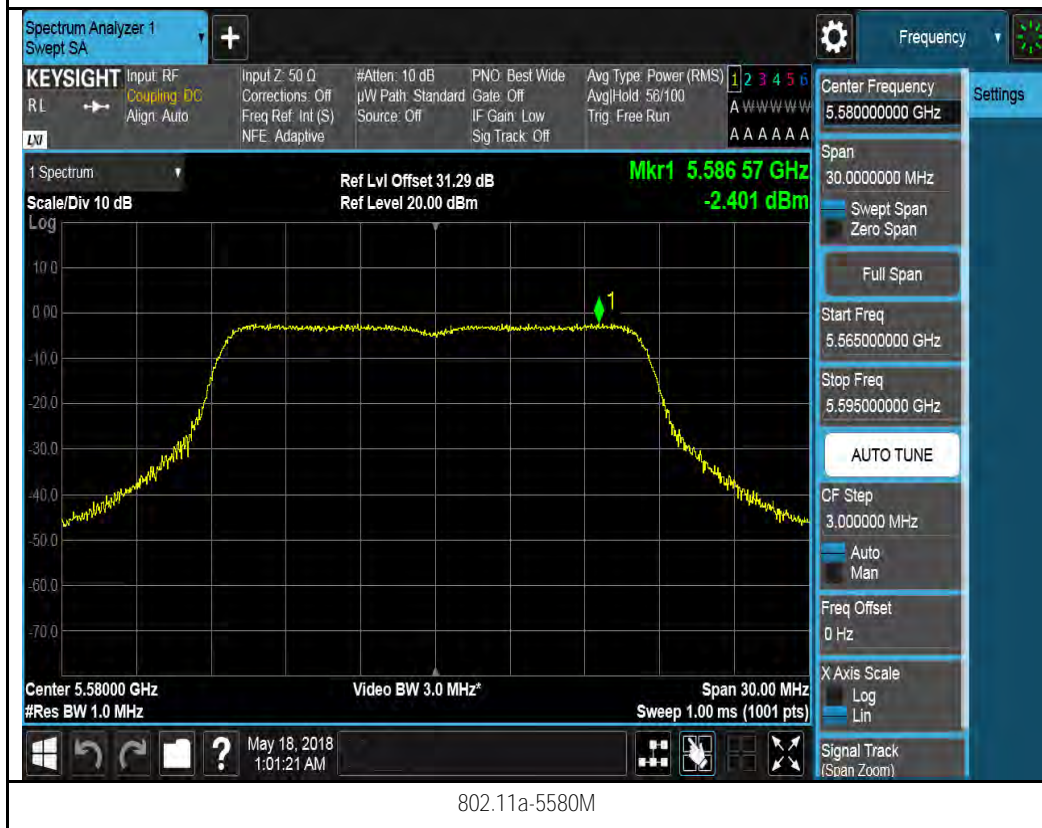 Spectrum Analyzer 1
Swept SA
+
Frequency
KEYSIGHT
RL
LXI
Input: RF
Coupling: DC
Align: Auto
Input Z: 50 Ω
Corrections: Off
Freq Ref: Int (S)
NFE: Adaptive
#Atten: 10 dB
µW Path: Standard
Source: Off
PNO: Best Wide
Gate: Off
IF Gain: Low
Sig Track: Off
Avg Type: Power (RMS)
Avg|Hold: 56/100
Trig: Free Run
1 2 3 4 5 6
A W W W W W
A A A A A A
1 Spectrum
Scale/Div 10 dB
Log
Ref Lvl Offset 31.29 dB
Ref Level 20.00 dBm
Mkr1 5.586 57 GHz
-2.401 dBm
10.0
0.00
-10.0
-20.0
-30.0
-40.0
-50.0
-60.0
-70.0
1
Center 5.58000 GHz
#Res BW 1.0 MHz
Video BW 3.0 MHz*
Span 30.00 MHz
Sweep 1.00 ms (1001 pts)
Center Frequency
5.580000000 GHz
Span
30.0000000 MHz
Swept Span
Zero Span
Full Span
Start Freq
5.565000000 GHz
Stop Freq
5.595000000 GHz
AUTO TUNE
CF Step
3.000000 MHz
Auto
Man
Freq Offset
0 Hz
X Axis Scale
Log
Lin
Signal Track
(Span Zoom)
Settings
?
May 18, 2018
1:01:21 AM
802.11a-5580M